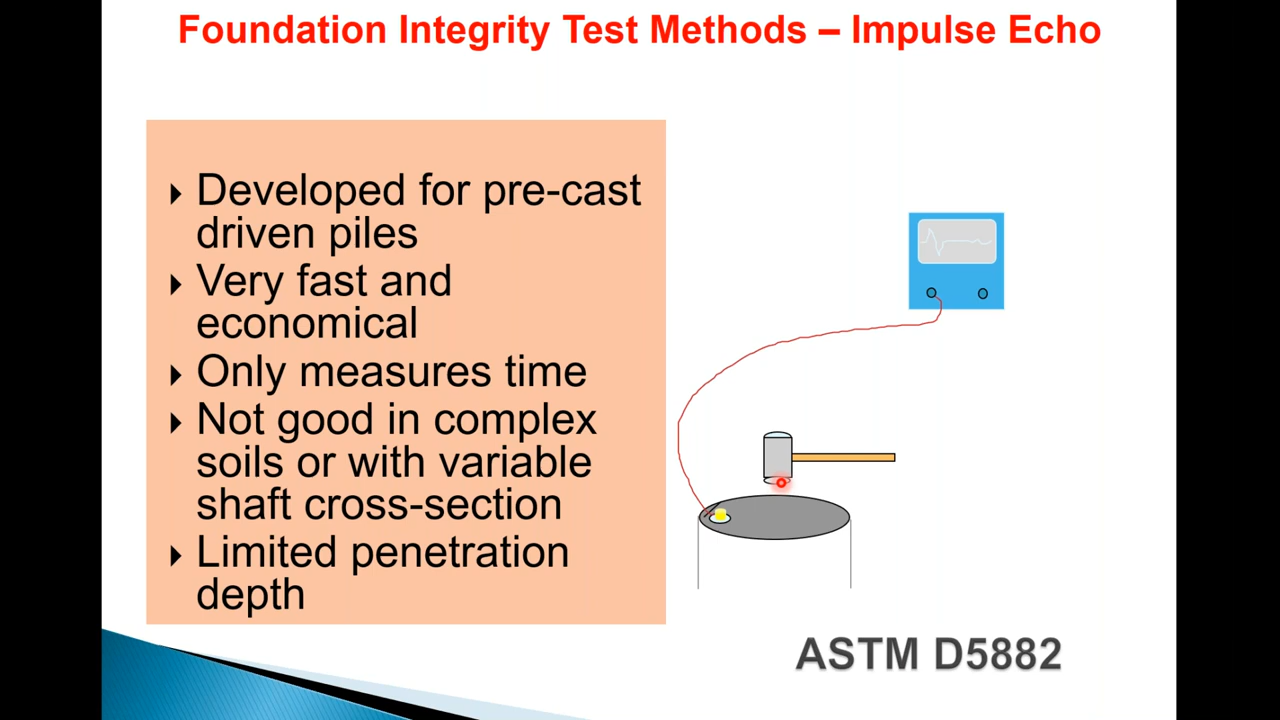 Foundation Integrity Test Methods – Impulse Echo
Developed for pre-cast
driven piles
Very fast and
economical
Only measures time
Not good in complex
soils or with variable
shaft cross-section
Limited penetration
depth
ASTM D5882